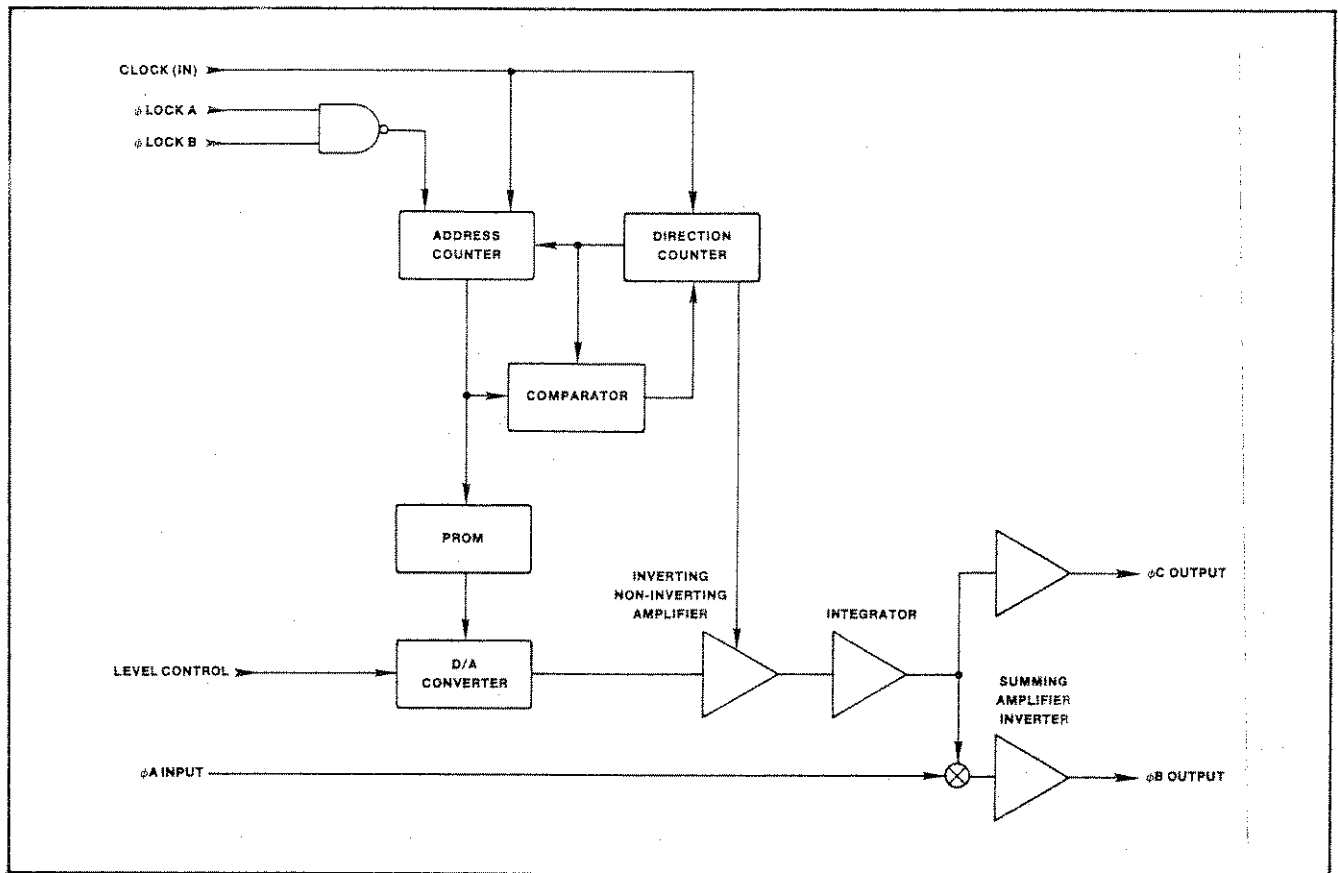 CLOCK (IN)
ϕ LOCK A
ϕ LOCK B
ADDRESS
COUNTER
DIRECTION
COUNTER
COMPARATOR
PROM
INVERTING
NON-INVERTING
AMPLIFIER
INTEGRATOR
ϕC OUTPUT
LEVEL CONTROL
D/A
CONVERTER
SUMMING
AMPLIFIER
INVERTER
ϕA INPUT
ϕB OUTPUT